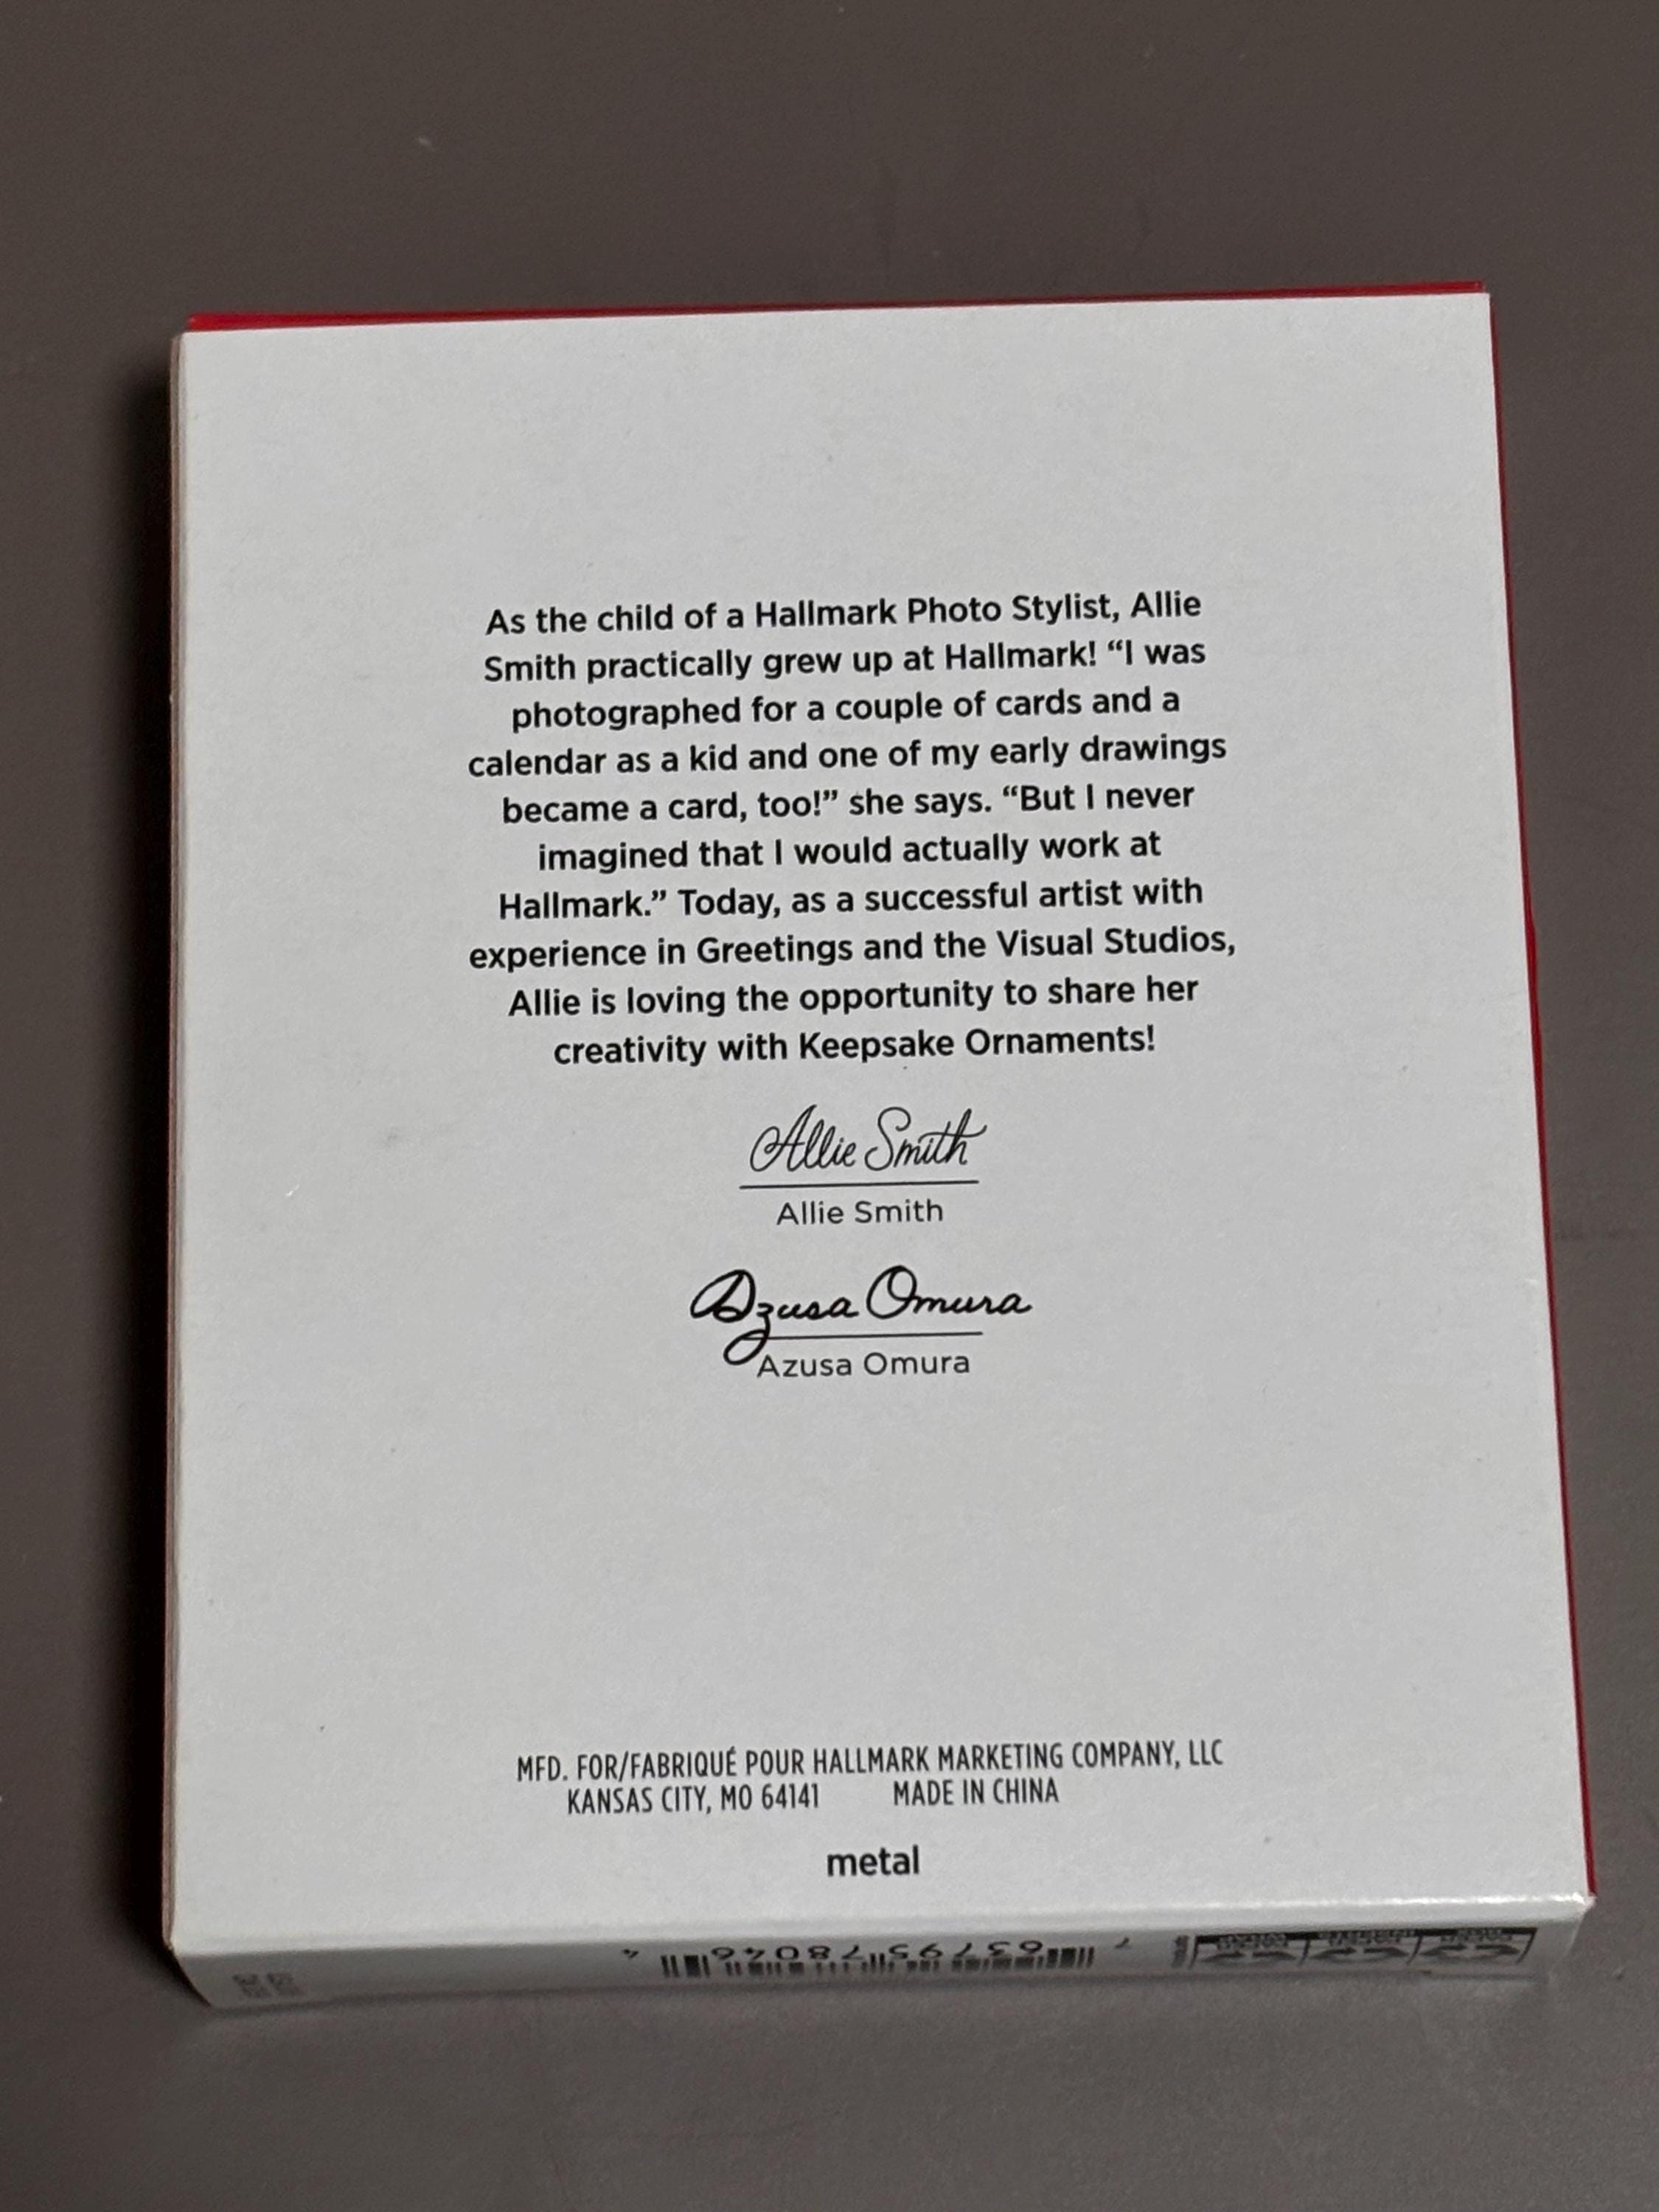 As the child of a Hallmark Photo Stylist, Allie
Smith practically grew up at Hallmark! “I was
photographed for a couple of cards and a
calendar as a kid and one of my early drawings
became a card, too!” she says. “But I never
imagined that I would actually work at
Hallmark.” Today, as a successful artist with
experience in Greetings and the Visual Studios,
Allie is loving the opportunity to share her
creativity with Keepsake Ornaments!
Allie Smith
Allie Smith
Azusa Omura
Azusa Omura
MFD. FOR/FABRIQUÉ POUR HALLMARK MARKETING COMPANY, LLC
KANSAS CITY, MO 64141 MADE IN CHINA
metal
7 63795 78046 4